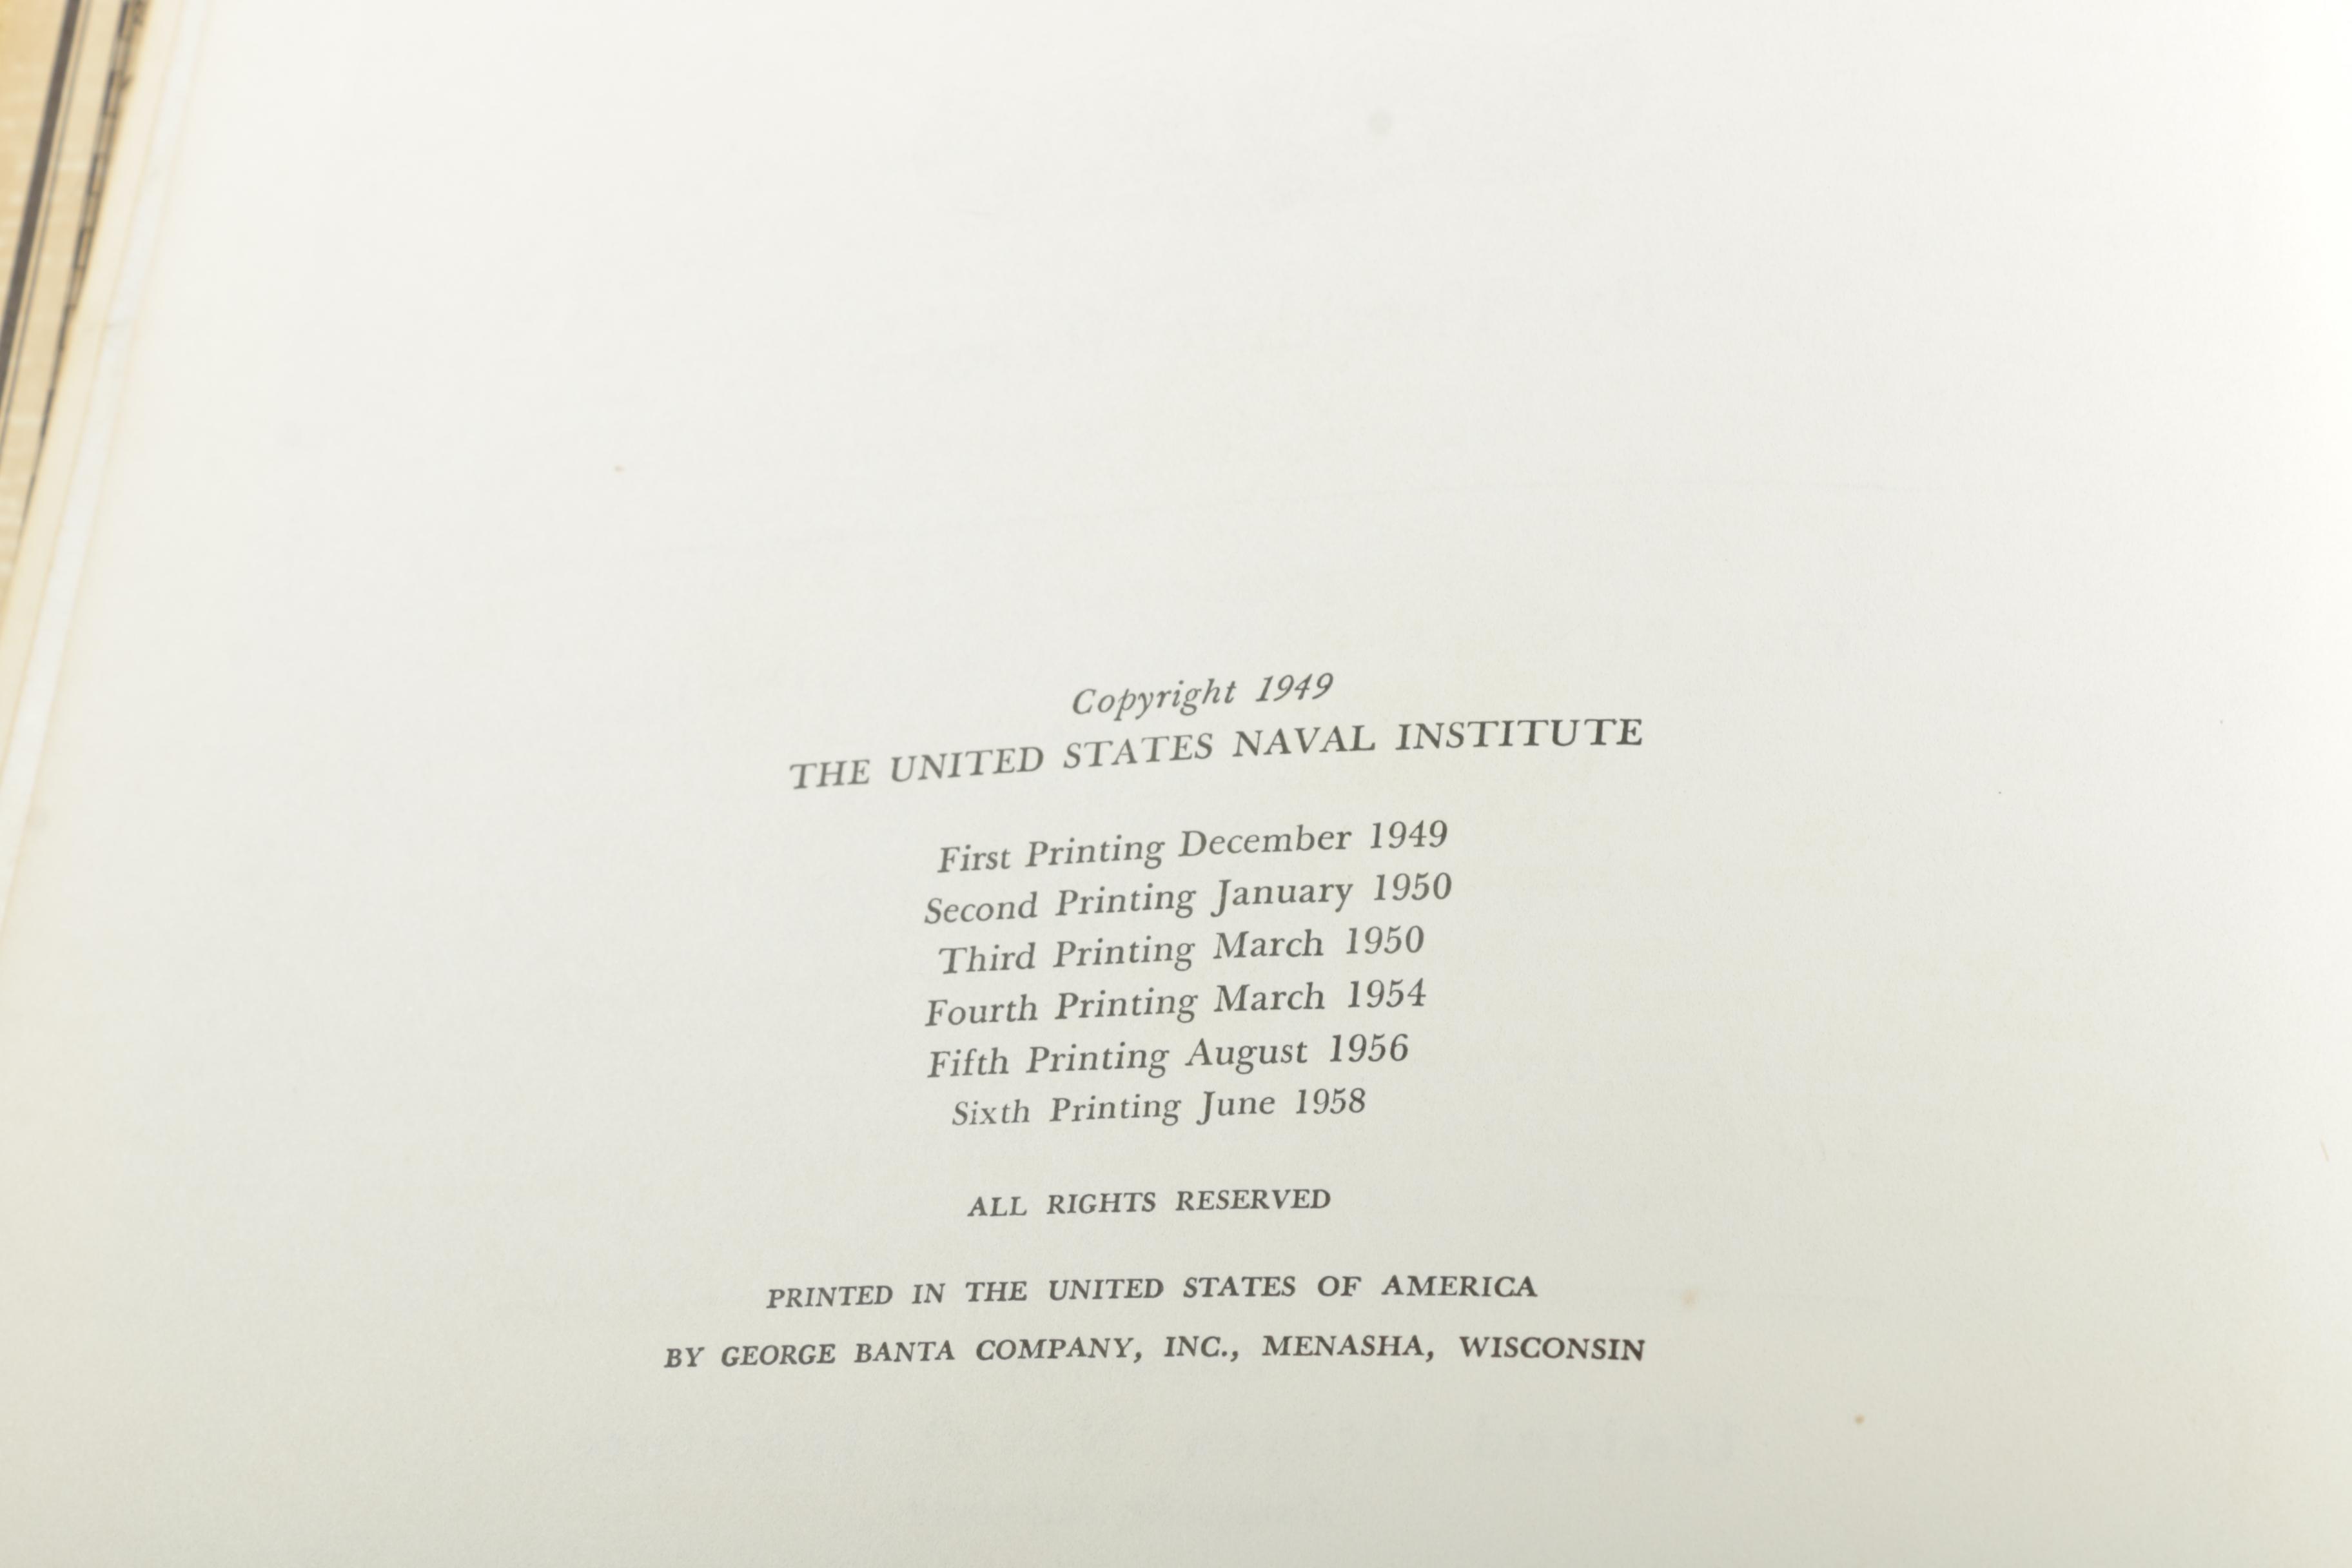 Copyright 1949
THE UNITED STATES NAVAL INSTITUTE
First Printing December 1949
Second Printing January 1950
Third Printing March 1950
Fourth Printing March 1954
Fifth Printing August 1956
Sixth Printing June 1958
ALL RIGHTS RESERVED
PRINTED IN THE UNITED STATES OF AMERICA
BY GEORGE BANTA COMPANY, INC., MENASHA, WISCONSIN